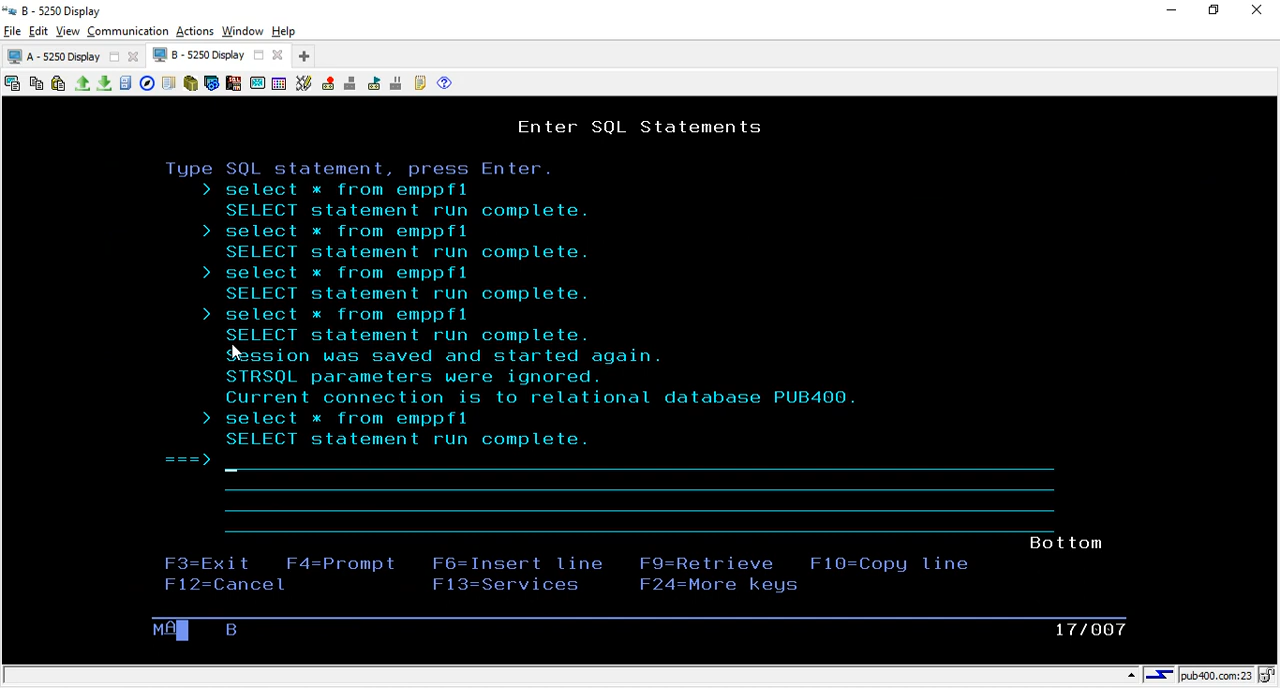 B - 5250 Display
File Edit View Communication Actions Window Help
A - 5250 Display B - 5250 Display
Enter SQL Statements
Type SQL statement, press Enter.
> select * from emppf1
SELECT statement run complete.
> select * from emppf1
SELECT statement run complete.
> select * from emppf1
SELECT statement run complete.
> select * from emppf1
SELECT statement run complete.
Session was saved and started again.
STRSQL parameters were ignored.
Current connection is to relational database PUB400.
> select * from emppf1
SELECT statement run complete.
===>
Bottom
F3=Exit F4=Prompt F6=Insert line F9=Retrieve F10=Copy line
F12=Cancel F13=Services F24=More keys
MA B 17/007
pub400.com:23